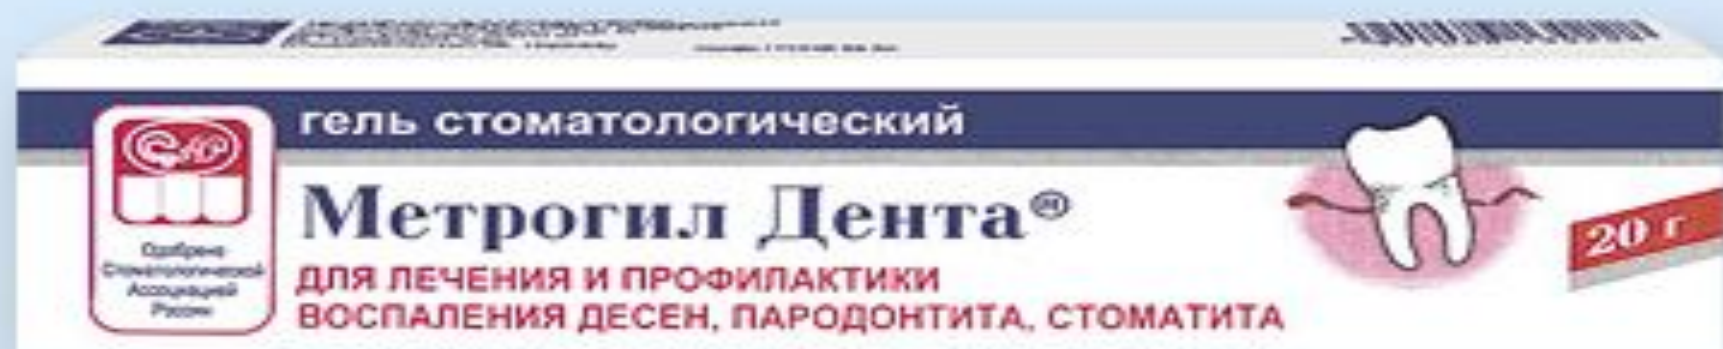 гель стоматологический
Метрогил Дента®
ДЛЯ ЛЕЧЕНИЯ И ПРОФИЛАКТИКИ
ВОСПАЛЕНИЯ ДЕСЕН, ПАРОДОНТИТА, СТОМАТИТА
20 г
Одобрено
Стоматологической
Ассоциацией
России